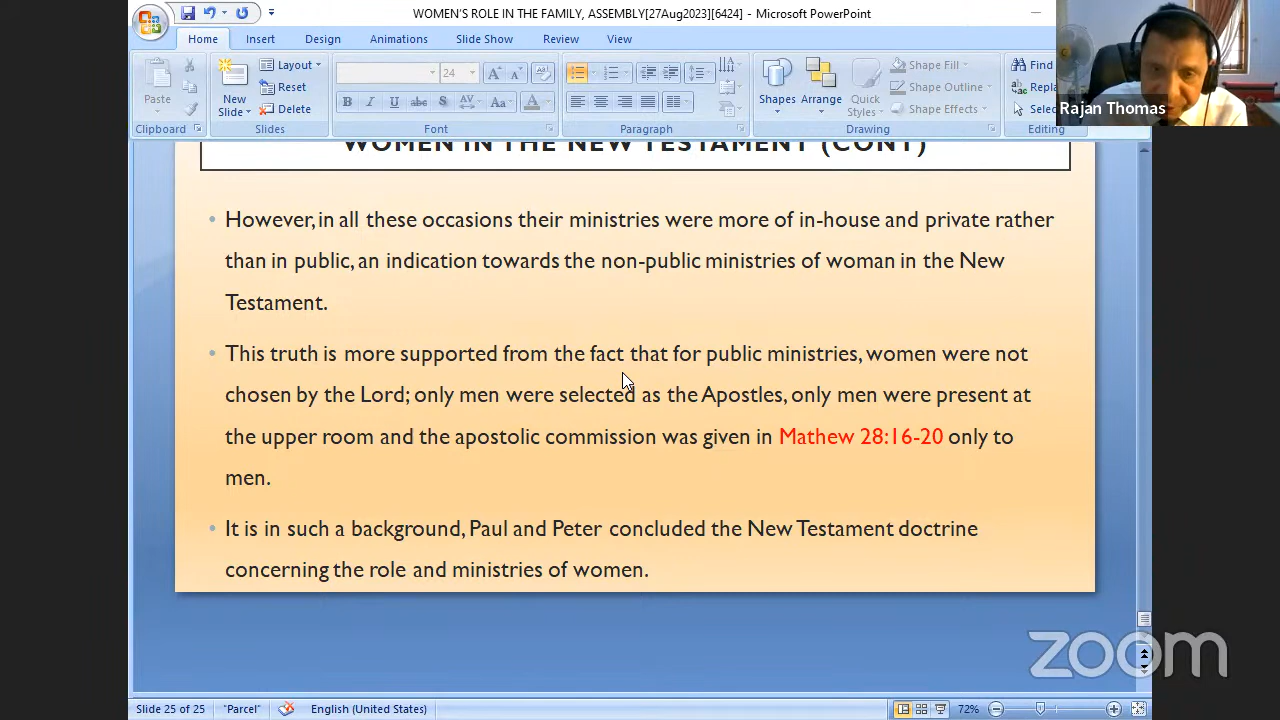 WOMEN'S ROLE IN THE FAMILY, ASSEMBLY[27Aug2023][6424] - Microsoft Powerpoint
Home Insert Design Animations Slide Show Review View
Paste
Clipboard
New Slide
Layout
Reset
Delete
Slides
24
B I U abc S AV Aa A
Font
Paragraph
Shapes Arrange Quick Styles
Shape Fill
Shape Outline
Shape Effects
Drawing
Find
Repla
Selec
Editing
Rajan Thomas
WOMEN IN THE NEW TESTAMENT (CONT)
• However, in all these occasions their ministries were more of in-house and private rather
than in public, an indication towards the non-public ministries of woman in the New
Testament.
• This truth is more supported from the fact that for public ministries, women were not
chosen by the Lord; only men were selected as the Apostles, only men were present at
the upper room and the apostolic commission was given in Mathew 28:16-20 only to
men.
• It is in such a background, Paul and Peter concluded the New Testament doctrine
concerning the role and ministries of women.
zoom
Slide 25 of 25 "Parcel" English (United States) 72%